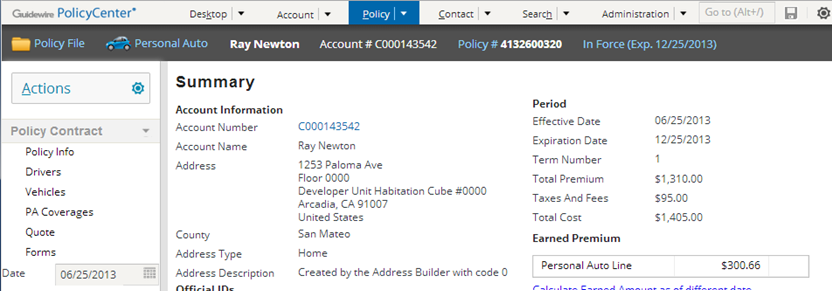 Guidewire PolicyCenter Desktop Account Policy Contact Search Administration Go to (Alt+/)
Policy File Personal Auto Ray Newton Account # C000143542 Policy # 4132600320 In Force (Exp. 12/25/2013)
Actions
Policy Contract
Policy Info
Drivers
Vehicles
PA Coverages
Quote
Forms
Date 06/25/2013
Summary
Account Information
Account Number C000143542
Account Name Ray Newton
Address 1253 Paloma Ave
Floor 0000
Developer Unit Habitation Cube #0000
Arcadia, CA 91007
United States
County San Mateo
Address Type Home
Address Description Created by the Address Builder with code 0
Official IDs
Period
Effective Date 06/25/2013
Expiration Date 12/25/2013
Term Number 1
Total Premium $1,310.00
Taxes And Fees $95.00
Total Cost $1,405.00
Earned Premium
Personal Auto Line $300.66
Calculate Earned Amount as of different date